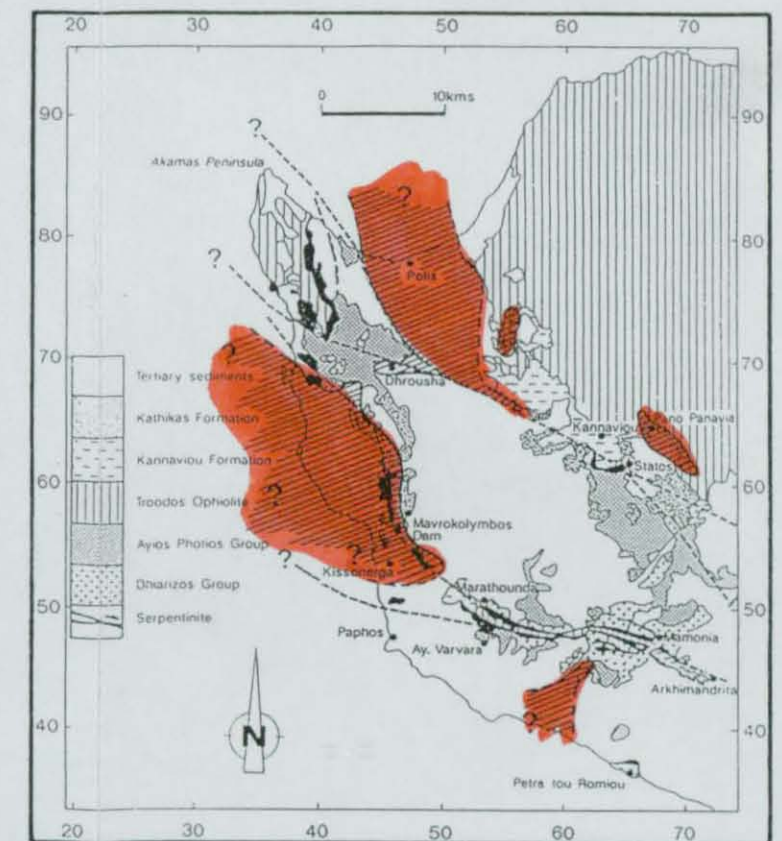 20 30 40 50 60 70
0 10kms
90 90
?
Akamas Peninsula
?
80 80
?
Polis
70 70
?
Dhrousha
Tertiary sediments
Kathikas Formation
Kannaviou
no Panayia
Kannaviou Formation
Statos
60 60
Troodos Ophiolite
?
Mavrokolymbos
Dam
Ayios Photios Group
?
?
Kissonerga
Dhiarizos Group
Marathounda
50 50
Serpentinite
Paphos
Mamonia
Ay. Varvara
Arkhimandrita
?
N
40 40
Petra tou Romiou
20 30 40 50 60 70